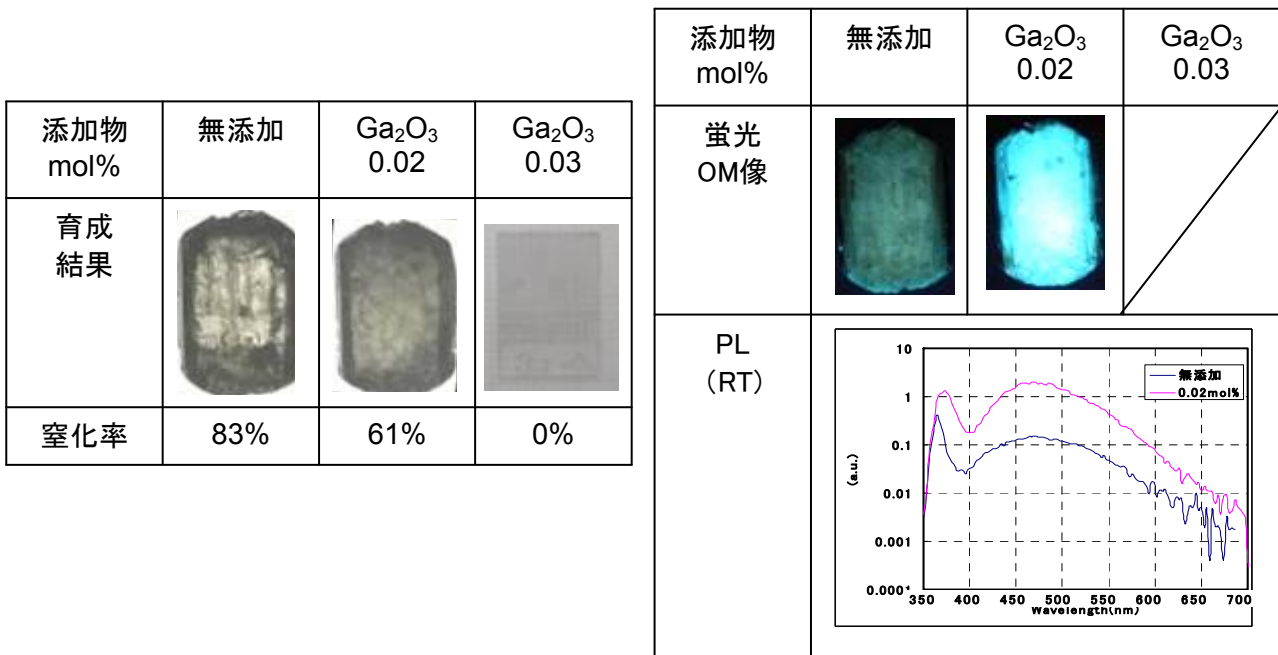 添加物
mol%
無添加
Ga₂O₃
0.02
Ga₂O₃
0.03
育成
結果
窒化率
83%
61%
0%
添加物
mol%
無添加
Ga₂O₃
0.02
Ga₂O₃
0.03
蛍光
OM像
PL
(RT)
10
1
0.1
0.01
0.001
0.0001
(a.u.)
無添加
0.02mol%
350 400 450 500 550 600 650 700
Wavelength(nm)